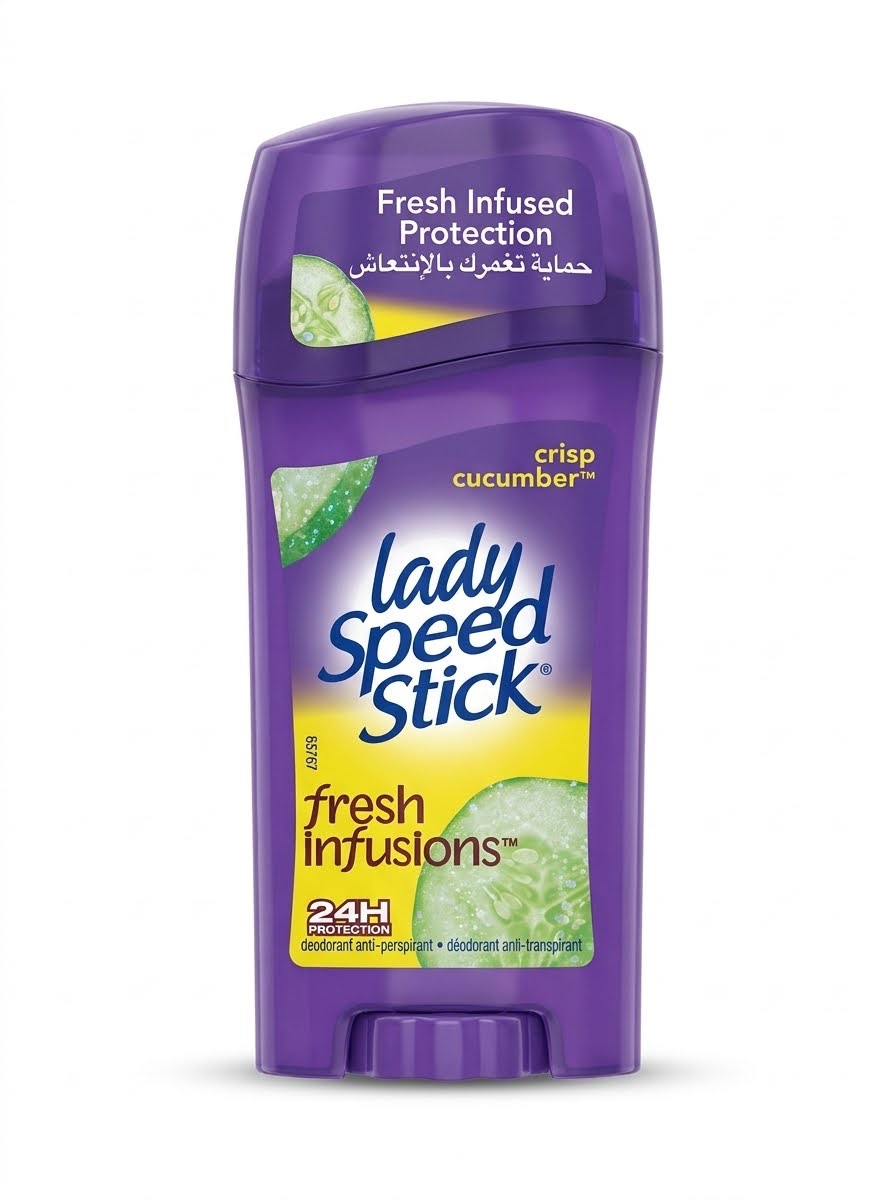 Fresh Infused
Protection
حماية تغمرك بالإنتعاش
crisp
cucumber™
lady
Speed
Stick®
65767
fresh
infusions™
24H
PROTECTION
deodorant anti-perspirant • déodorant anti-transpirant